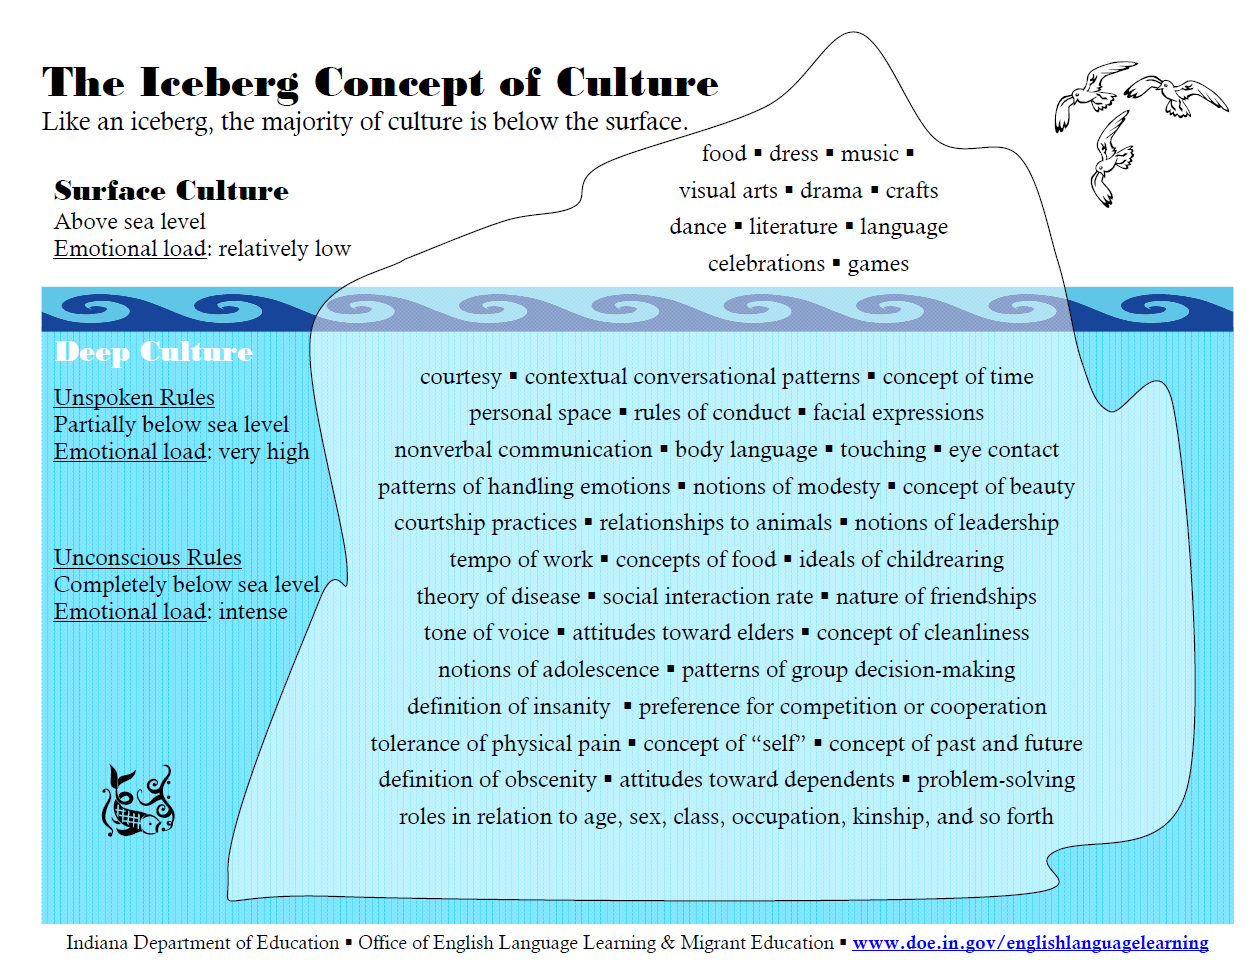 The Iceberg Concept of Culture
Like an iceberg, the majority of culture is below the surface.
Surface Culture
Above sea level
Emotional load: relatively low
food ▪ dress ▪ music ▪
visual arts ▪ drama ▪ crafts
dance ▪ literature ▪ language
celebrations ▪ games
Deep Culture
Unspoken Rules
Partially below sea level
Emotional load: very high
Unconscious Rules
Completely below sea level
Emotional load: intense
courtesy ▪ contextual conversational patterns ▪ concept of time
personal space ▪ rules of conduct ▪ facial expressions
nonverbal communication ▪ body language ▪ touching ▪ eye contact
patterns of handling emotions ▪ notions of modesty ▪ concept of beauty
courtship practices ▪ relationships to animals ▪ notions of leadership
tempo of work ▪ concepts of food ▪ ideals of childrearing
theory of disease ▪ social interaction rate ▪ nature of friendships
tone of voice ▪ attitudes toward elders ▪ concept of cleanliness
notions of adolescence ▪ patterns of group decision-making
definition of insanity ▪ preference for competition or cooperation
tolerance of physical pain ▪ concept of “self” ▪ concept of past and future
definition of obscenity ▪ attitudes toward dependents ▪ problem-solving
roles in relation to age, sex, class, occupation, kinship, and so forth
Indiana Department of Education ▪ Office of English Language Learning & Migrant Education ▪ www.doe.in.gov/englishlanguagelearning